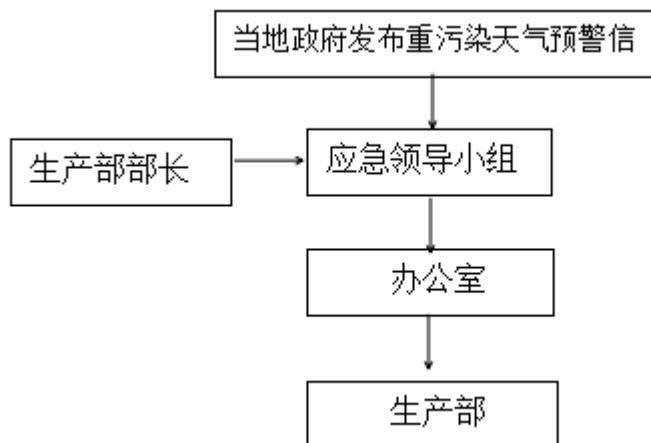 当地政府发布重污染天气预警信
生产部部长
应急领导小组
办公室
生产部